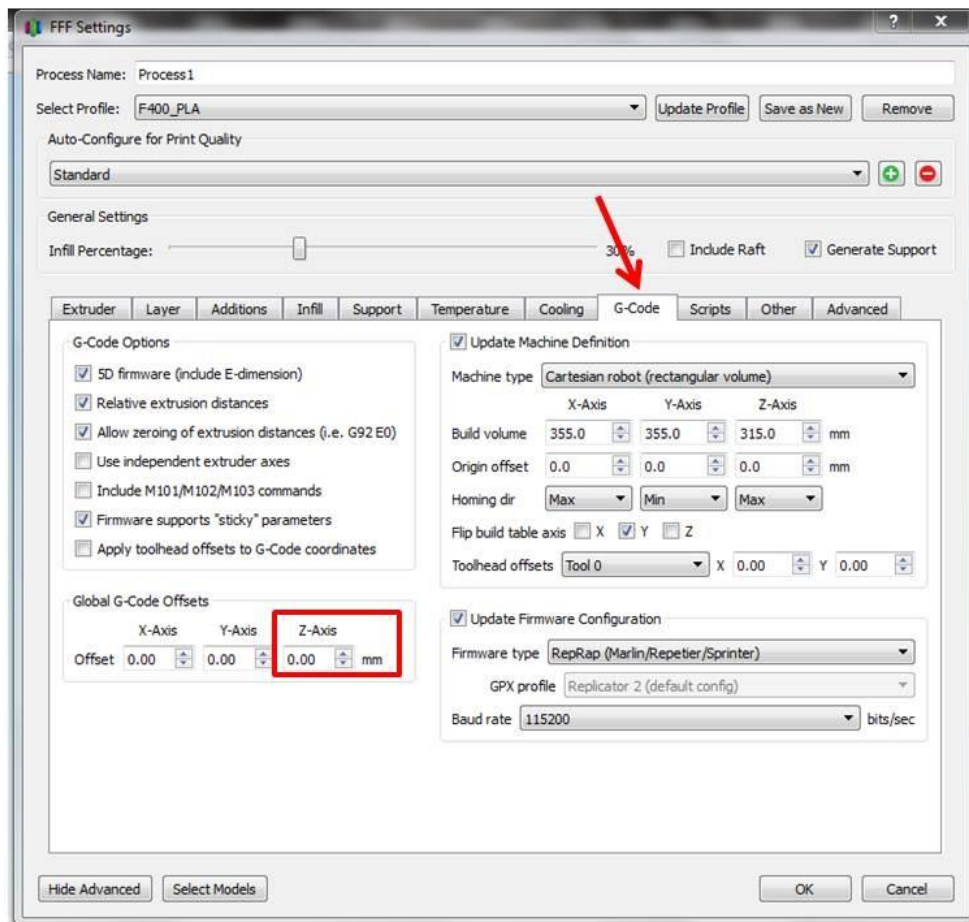 FFF Settings
Process Name: Process1
Select Profile: F400_PLA Update Profile Save as New Remove
Auto-Configure for Print Quality
Standard
General Settings
Infill Percentage: 30% Include Raft Generate Support
Extruder Layer Additions Infill Support Temperature Cooling G-Code Scripts Other Advanced
G-Code Options
5D firmware (include E-dimension)
Relative extrusion distances
Allow zeroing of extrusion distances (i.e. G92 E0)
Use independent extruder axes
Include M101/M102/M103 commands
Firmware supports "sticky" parameters
Apply toolhead offsets to G-Code coordinates
Global G-Code Offsets
X-Axis Y-Axis Z-Axis
Offset 0.00 0.00 0.00 mm
Update Machine Definition
Machine type Cartesian robot (rectangular volume)
X-Axis Y-Axis Z-Axis
Build volume 355.0 355.0 315.0 mm
Origin offset 0.0 0.0 0.0 mm
Homing dir Max Min Max
Flip build table axis X Y Z
Toolhead offsets Tool 0 X 0.00 Y 0.00
Update Firmware Configuration
Firmware type RepRap (Marlin/Repetier/Sprinter)
GPX profile Replicator 2 (default config)
Baud rate 115200 bits/sec
Hide Advanced Select Models OK Cancel